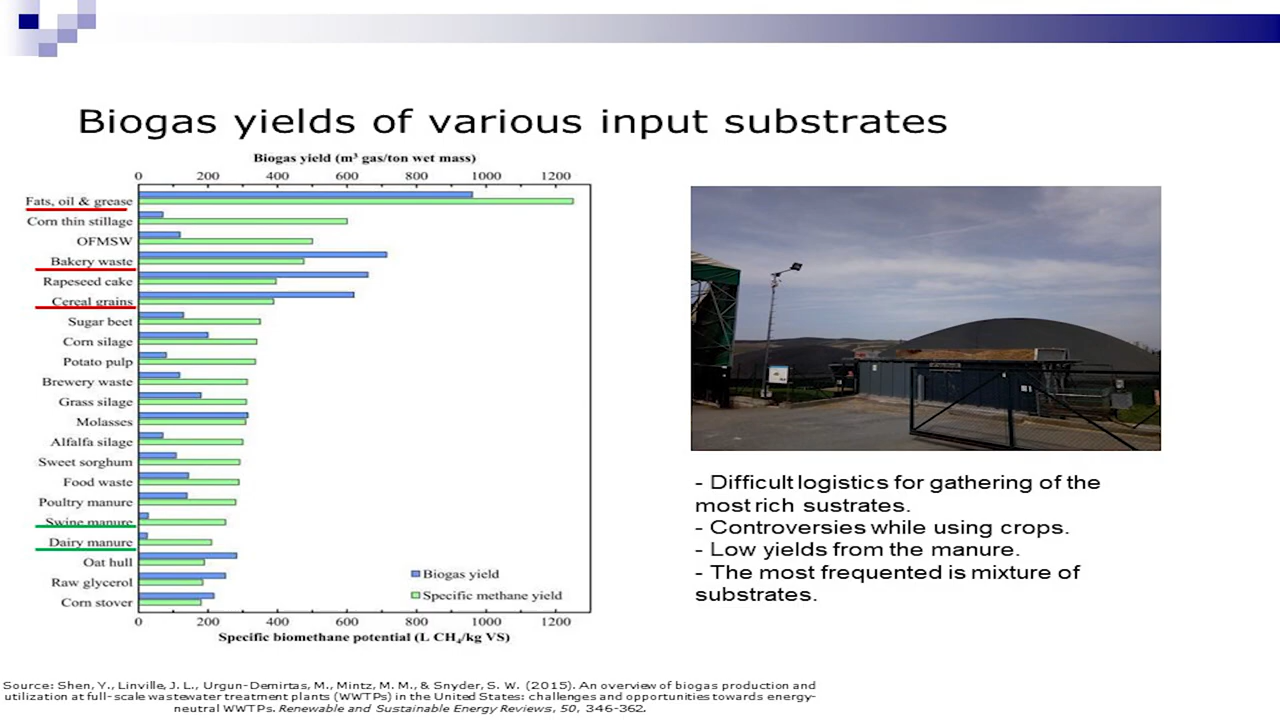 Biogas yields of various input substrates
Biogas yield (m³ gas/ton wet mass)
0 200 400 600 800 1000 1200
Fats, oil & grease
Corn thin stillage
OFMSW
Bakery waste
Rapeseed cake
Cereal grains
Sugar beet
Corn silage
Potato pulp
Brewery waste
Grass silage
Molasses
Alfalfa silage
Sweet sorghum
Food waste
Poultry manure
Swine manure
Dairy manure
Oat hull
Raw glycerol
Corn stover
Biogas yield
Specific methane yield
0 200 400 600 800 1000 1200
Specific biomethane potential (L CH₄/kg VS)
- Difficult logistics for gathering of the
most rich sustrates.
- Controversies while using crops.
- Low yields from the manure.
- The most frequented is mixture of
substrates.
Source: Shen, Y., Linville, J. L., Urgun-Demirtas, M., Mintz, M. M., & Snyder, S. W. (2015). An overview of biogas production and
utilization at full-scale wastewater treatment plants (WWTPs) in the United States: challenges and opportunities towards energy-
neutral WWTPs. Renewable and Sustainable Energy Reviews, 50, 346-362.